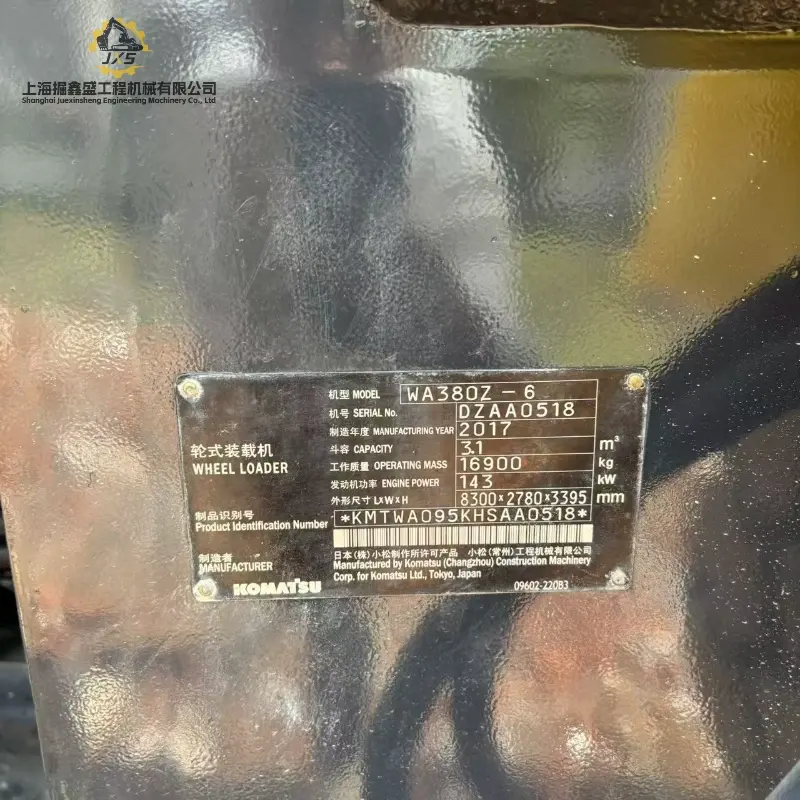 JXS
上海掘鑫盛工程机械有限公司
Shanghai Juexinsheng Engineering Machinery Co., Ltd
机型 MODEL WA380Z-6
机号 SERIAL No. DZAA0518
制造年度 MANUFACTURING YEAR 2017
斗容 CAPACITY 3.1 m³
工作质量 OPERATING MASS 16900 kg
发动机功率 ENGINE POWER 143 kW
外形尺寸 L×W×H 8300×2780×3395 mm
轮式装载机
WHEEL LOADER
制品识别号
Product Identification Number *KMTWA095KHSAA0518*
制造者
MANUFACTURER
日本(株)小松制作所许可产品 小松(常州)工程机械有限公司
Manufactured by Komatsu (Changzhou) Construction Machinery
Corp. for Komatsu Ltd., Tokyo, Japan
KOMATSU
09602-220B3